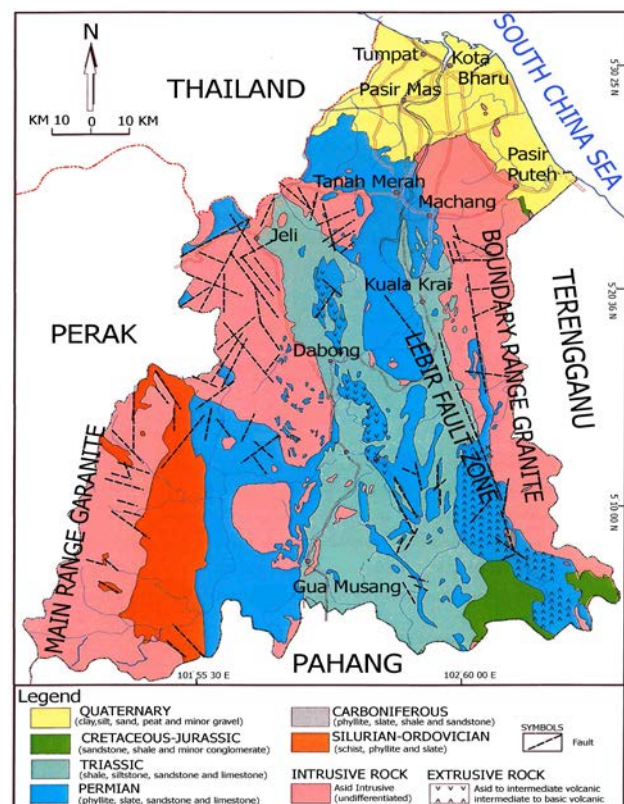 SOUTH CHINA SEA
Tumpat
Kota
Bharu
5 30 25
N
THAILAND
Pasir Mas
KM 10 0 10 KM
Pasir
Puteh
Tanah Merah
Machang
Jeli
Kuala Krai
5 20 36
BOUNDARY RANGE GRANITE
TERENGGANU
PERAK
Dabong
LEBIR FAULT ZONE
MAIN RANGE GARANITE
5 10 00
Gua Musang
PAHANG
101 55 30 E
102 60 00 E
Legend
QUATERNARY
(clay,silt, sand, peat and minor gravel)
CRETACEOUS-JURASSIC
(sandstone, shale and minor conglomerate)
TRIASSIC
(shale, siltstone, sandstone and limestone)
PERMIAN
(phyllite, slate, sandstone and limestone)
CARBONIFEROUS
(phyllite, slate, shale and sandstone)
SILURIAN-ORDOVICIAN
(schist, phyllite and slate)
SYMBOLS
Fault
INTRUSIVE ROCK
Asid Intrusive
(undifferentiated)
EXTRUSIVE ROCK
Asid to intermediate volcanic
intermediate to basic volcanic